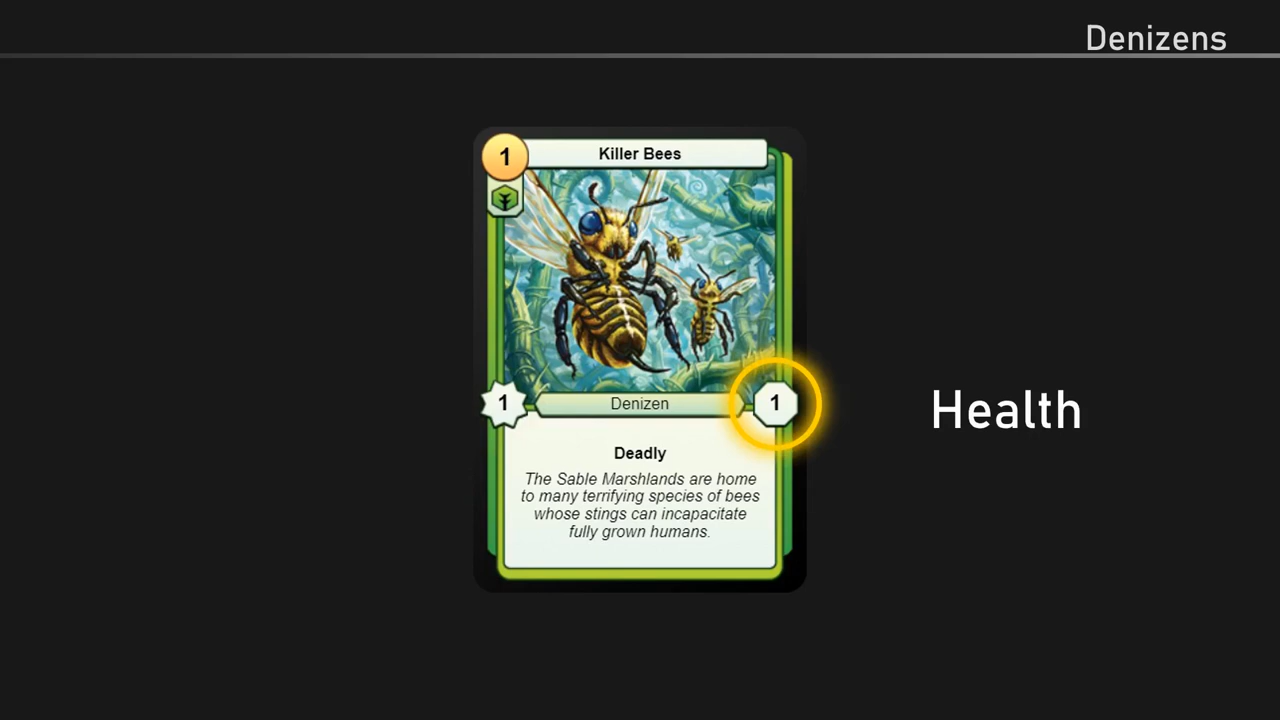 Denizens
1
Killer Bees
1
Denizen
1
Health
Deadly
The Sable Marshlands are home
to many terrifying species of bees
whose stings can incapacitate
fully grown humans.